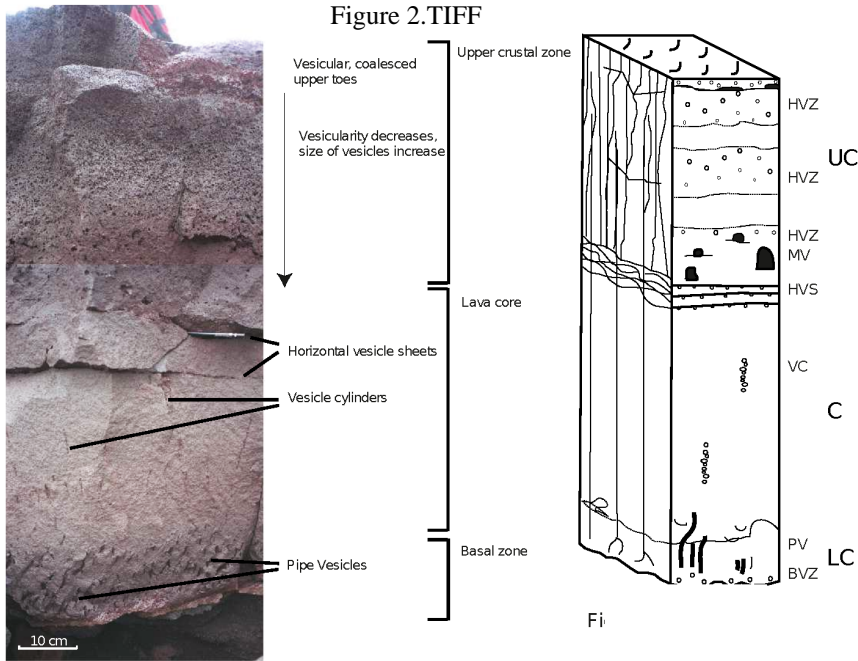 Figure 2.TIFF
Vesicular, coalesced
upper toes
Vesicularity decreases,
size of vesicles increase
Upper crustal zone
Lava core
Horizontal vesicle sheets
Vesicle cylinders
Basal zone
Pipe Vesicles
10 cm
HVZ
UC
HVZ
HVZ
MV
HVS
VC
C
PV
LC
BVZ
Fi